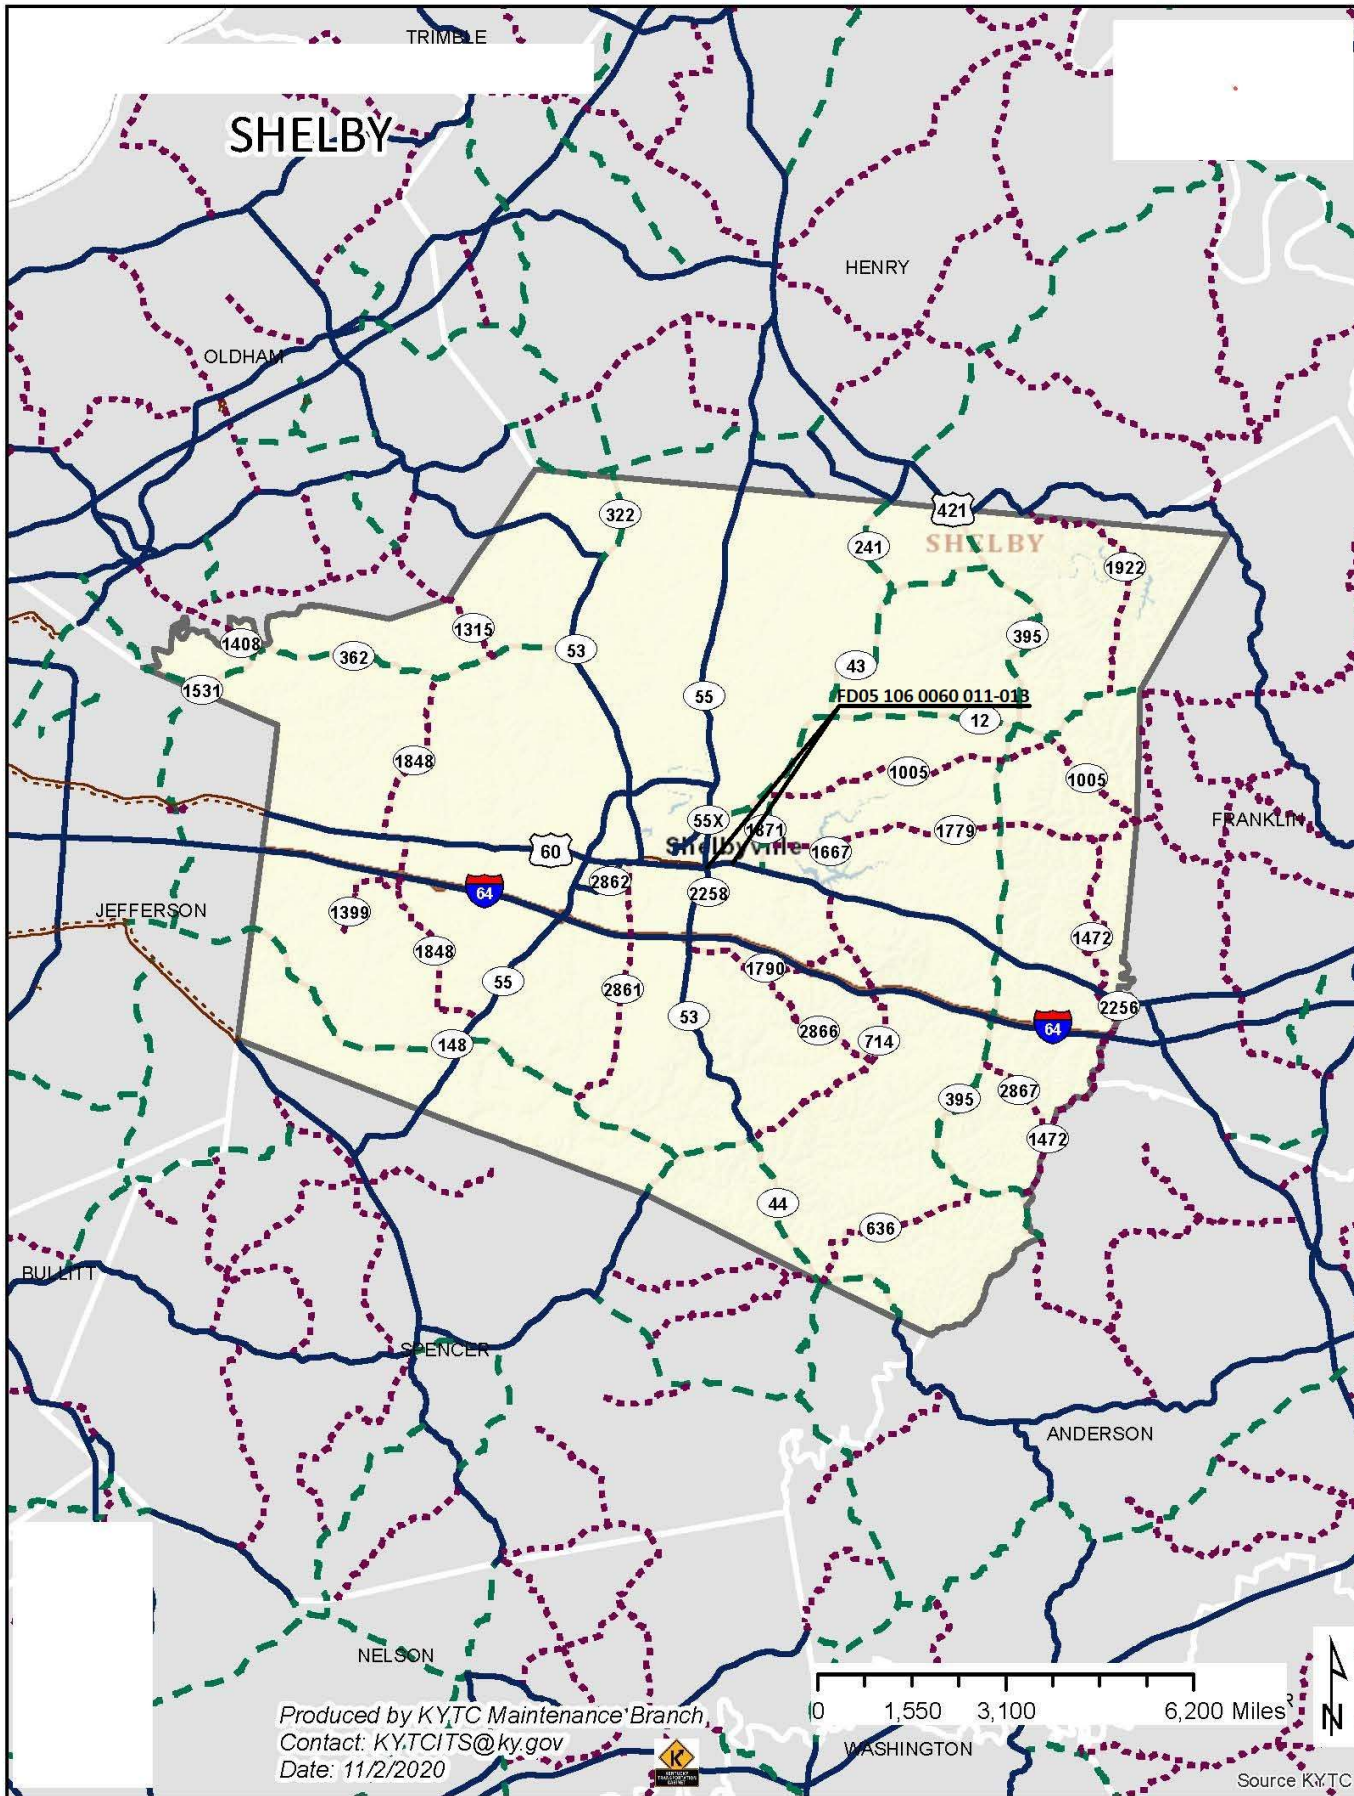 TRIMBLE
SHELBY
HENRY
OLDHAM
322
421
241
SHELBY
1922
1315
395
1408
362
53
43
1531
55
FD05 106 0060 011-013
12
1848
1005
1005
55X
1871
FRANKLIN
1779
Shelbyville
60
1667
2862
64
2258
JEFFERSON
1399
1472
1848
1790
55
2861
2256
53
64
2866
148
714
2867
395
1472
44
636
BULLITT
SPENCER
ANDERSON
NELSON
0 1,550 3,100 6,200 Miles
R
N
Produced by KYTC Maintenance Branch
Contact: KYTCITS@ky.gov
WASHINGTON
Date: 11/2/2020
KENTUCKY
TRANSPORTATION
CABINET
Source KYTC